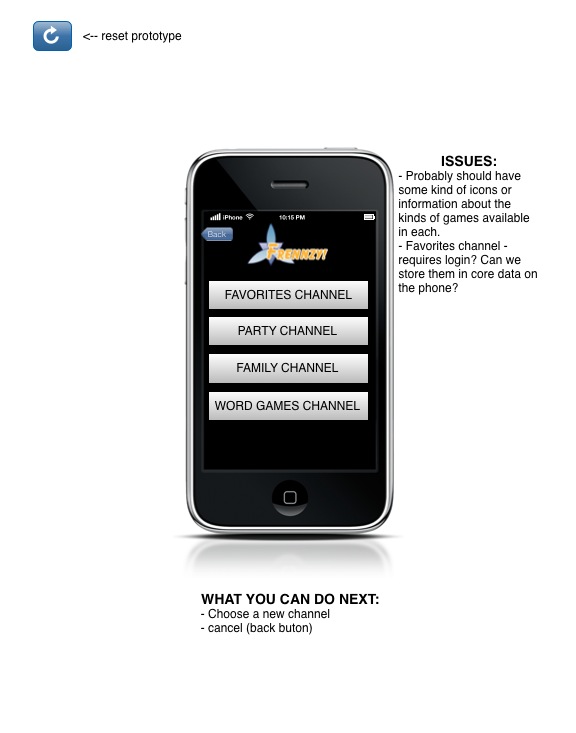 <-- reset prototype
ISSUES:
- Probably should have
some kind of icons or
information about the
kinds of games available
in each.
- Favorites channel -
requires login? Can we
store them in core data on
the phone?
iPhone 10:15 PM
Back
FRENNZY!
FAVORITES CHANNEL
PARTY CHANNEL
FAMILY CHANNEL
WORD GAMES CHANNEL
WHAT YOU CAN DO NEXT:
- Choose a new channel
- cancel (back buton)